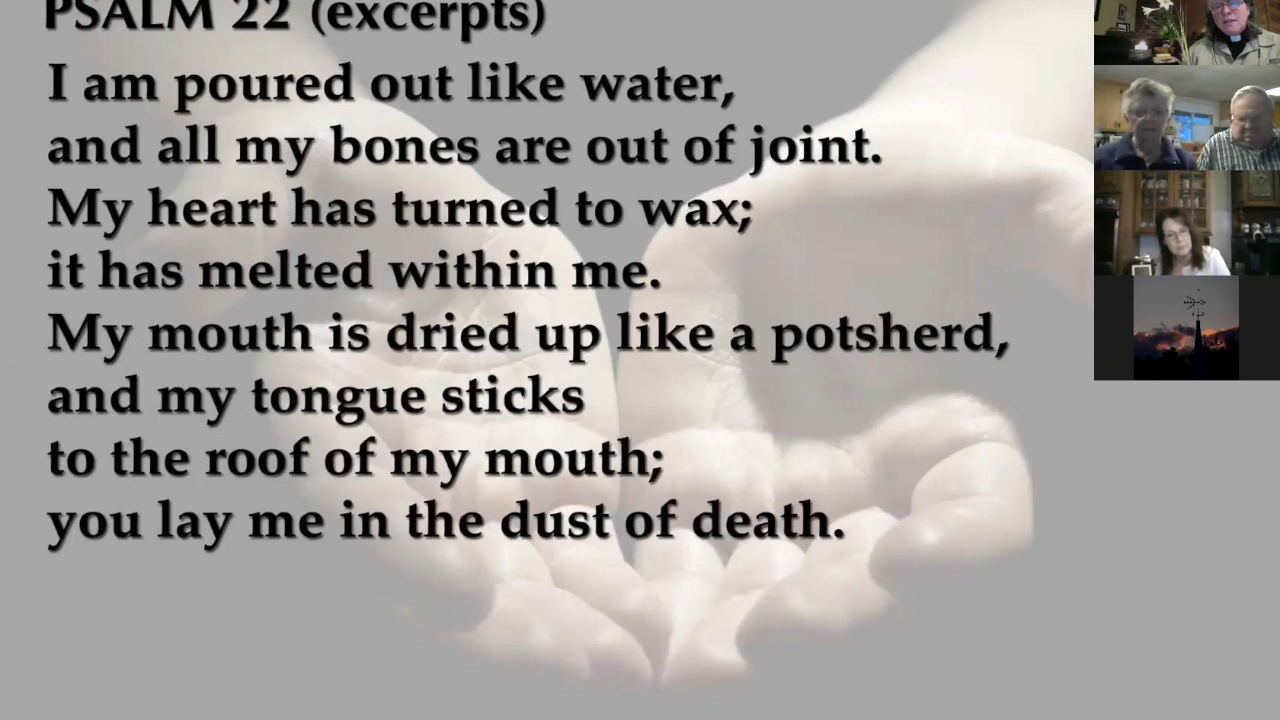 PSALM 22 (excerpts)
I am poured out like water,
and all my bones are out of joint.
My heart has turned to wax;
it has melted within me.
My mouth is dried up like a potsherd,
and my tongue sticks
to the roof of my mouth;
you lay me in the dust of death.